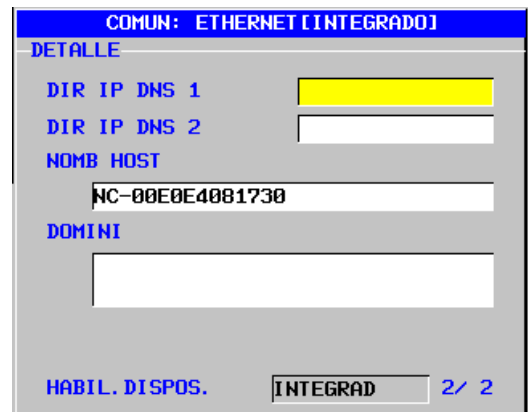 COMUN: ETHERNET[INTEGRADO]
DETALLE
DIR IP DNS 1
DIR IP DNS 2
NOMB HOST
NC-00E0E4081730
DOMINI
HABIL.DISPOS. INTEGRAD 2/ 2